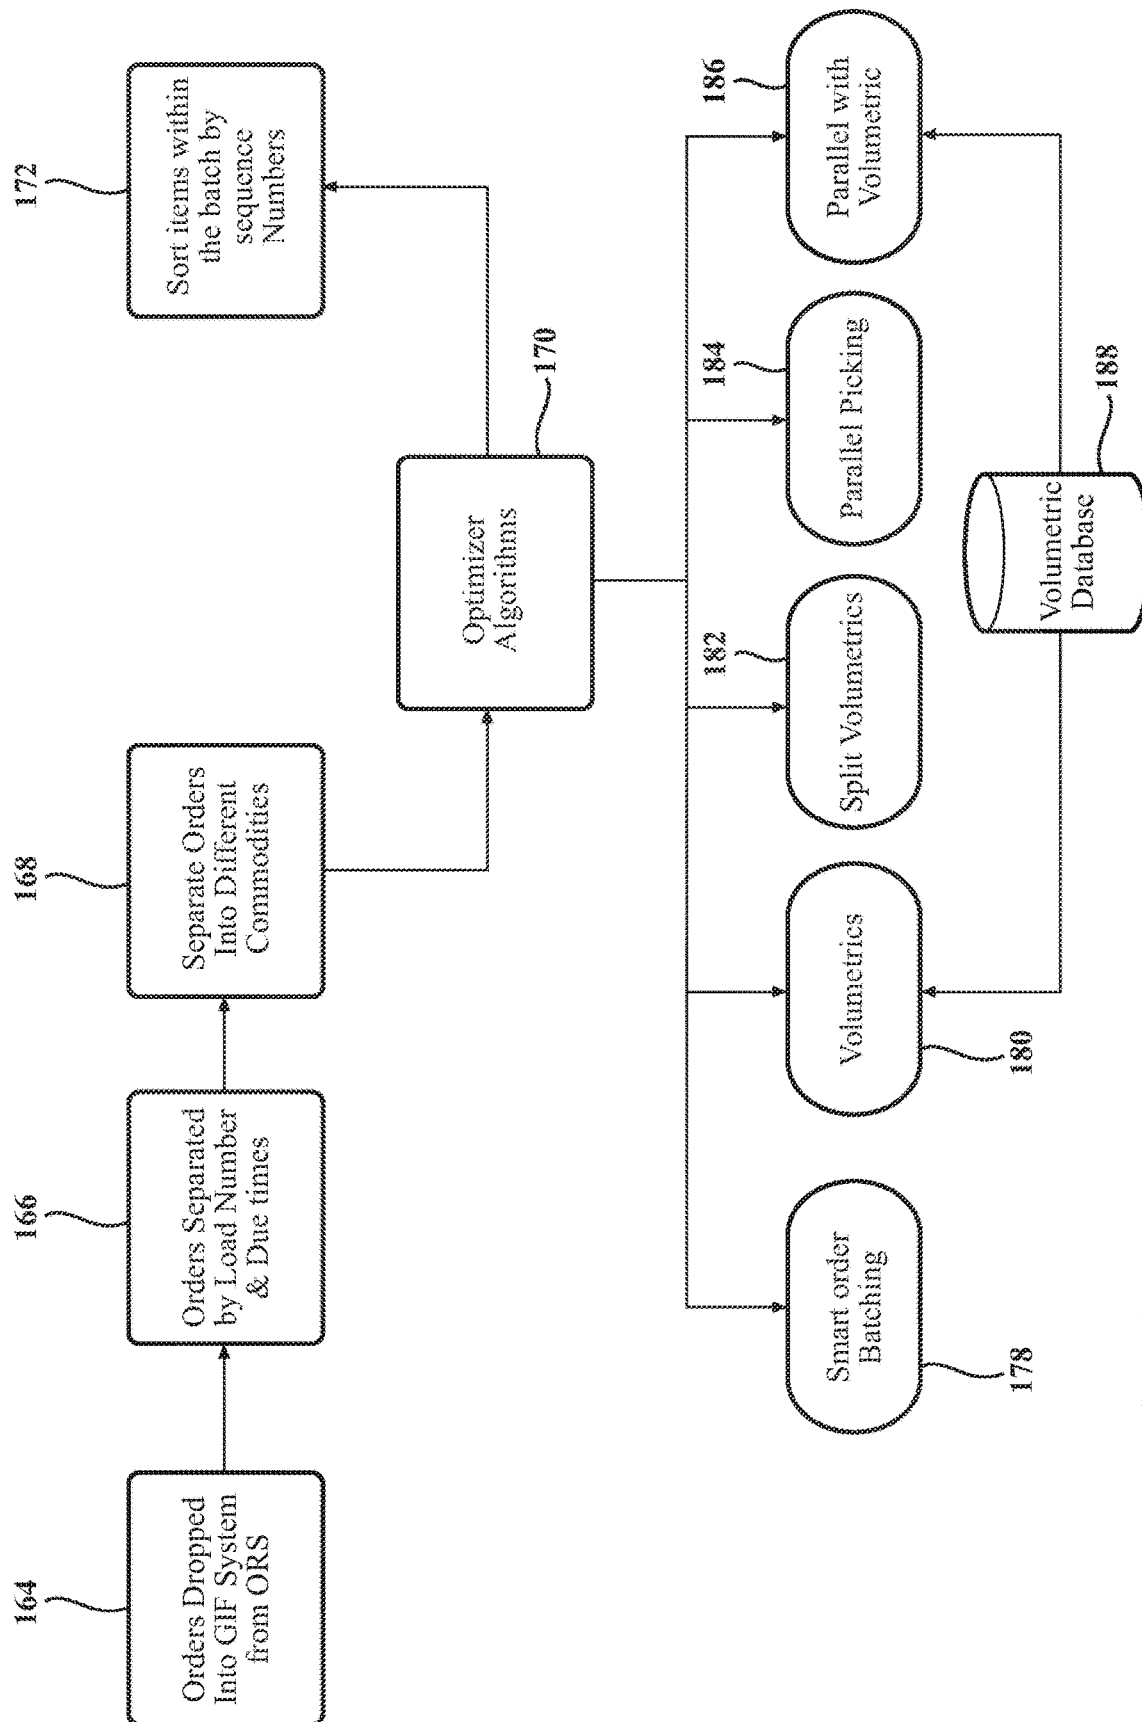 164
Orders Dropped
Into GIF System
from ORS
166
Orders Separated
by Load Number
& Due times
168
Separate Orders
Into Different
Commodities
170
Optimizer
Algorithms
172
Sort items within
the batch by
sequence
Numbers
178
Smart order
Batching
180
Volumetrics
182
Split Volumetrics
184
Parallel Picking
186
Parallel with
Volumetric
188
Volumetric
Database